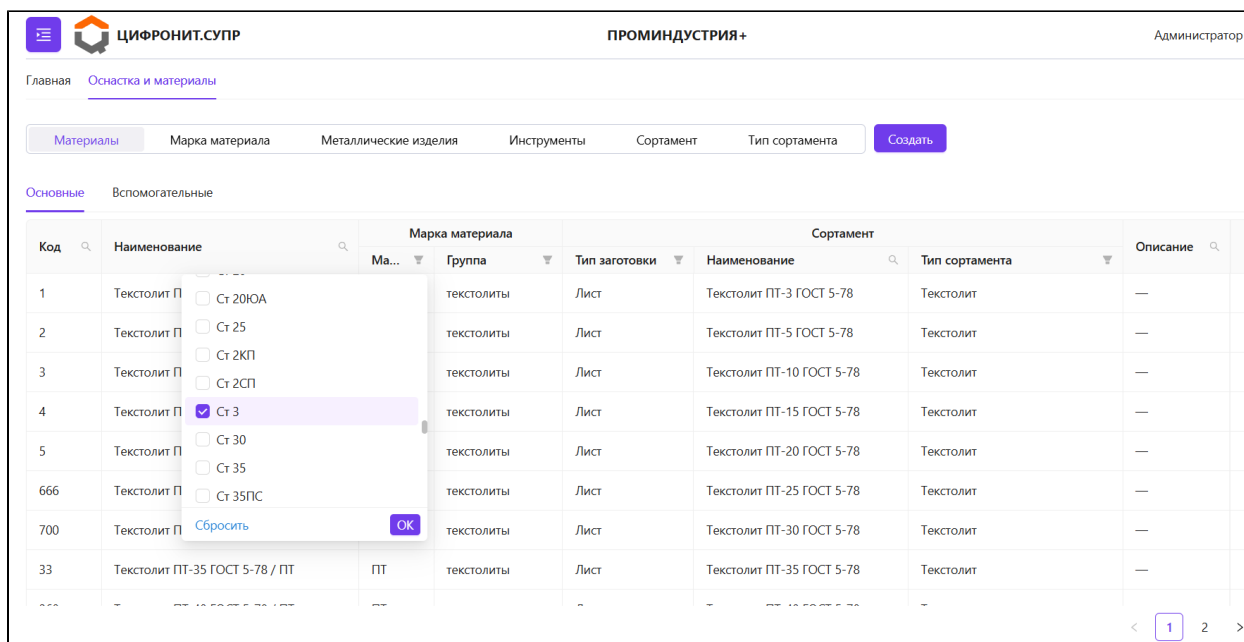 ЦИФРОНИТ.СУПР ПРОМИНДУСТРИЯ+ Администратор
Главная Оснастка и материалы
Материалы Марка материала Металлические изделия Инструменты Сортамент Тип сортамента Создать
Основные Вспомогательные
Код Наименование Марка материала Сортамент Описание
Ма... Группа Тип заготовки Наименование Тип сортамента
1 Текстолит П текстолиты Лист Текстолит ПТ-3 ГОСТ 5-78 Текстолит —
Ст 20ЮА
2 Текстолит П текстолиты Лист Текстолит ПТ-5 ГОСТ 5-78 Текстолит —
Ст 25
Ст 2КП
3 Текстолит П текстолиты Лист Текстолит ПТ-10 ГОСТ 5-78 Текстолит —
Ст 2СП
4 Текстолит П Ст 3 текстолиты Лист Текстолит ПТ-15 ГОСТ 5-78 Текстолит —
Ст 30
5 Текстолит П текстолиты Лист Текстолит ПТ-20 ГОСТ 5-78 Текстолит —
Ст 35
666 Текстолит П Ст 35ПС текстолиты Лист Текстолит ПТ-25 ГОСТ 5-78 Текстолит —
Сбросить OK
700 Текстолит П текстолиты Лист Текстолит ПТ-30 ГОСТ 5-78 Текстолит —
33 Текстолит ПТ-35 ГОСТ 5-78 / ПТ ПТ текстолиты Лист Текстолит ПТ-35 ГОСТ 5-78 Текстолит —
< 1 2 >